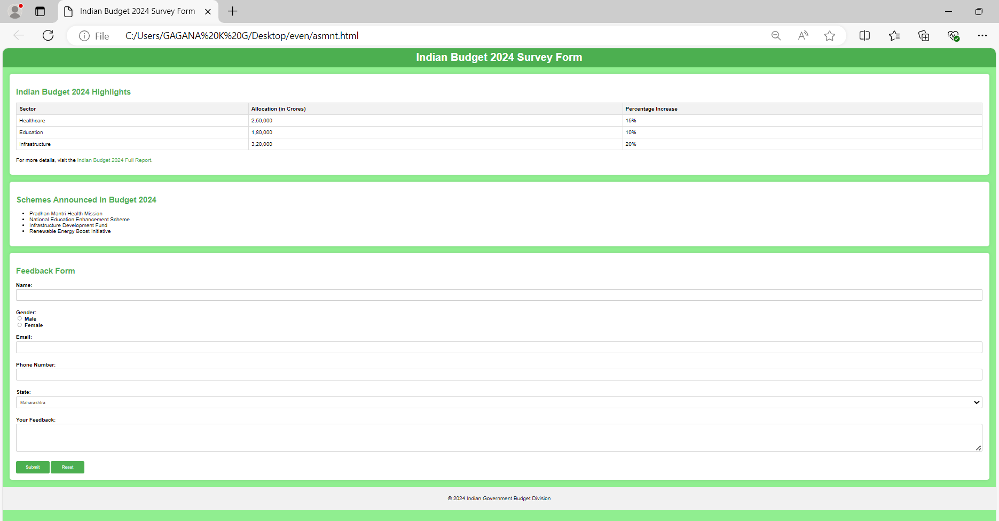 Indian Budget 2024 Survey Form
File C:/Users/GAGANA%20K%20G/Desktop/even/asmnt.html
Indian Budget 2024 Survey Form
Indian Budget 2024 Highlights
Sector Allocation (in Crores) Percentage Increase
Healthcare 2,50,000 15%
Education 1,80,000 10%
Infrastructure 3,20,000 20%
For more details, visit the Indian Budget 2024 Full Report.
Schemes Announced in Budget 2024
• Pradhan Mantri Health Mission
• National Education Enhancement Scheme
• Infrastructure Development Fund
• Renewable Energy Boost Initiative
Feedback Form
Name:
Gender:
Male
Female
Email:
Phone Number:
State:
Maharashtra
Your Feedback:
Submit Reset
© 2024 Indian Government Budget Division